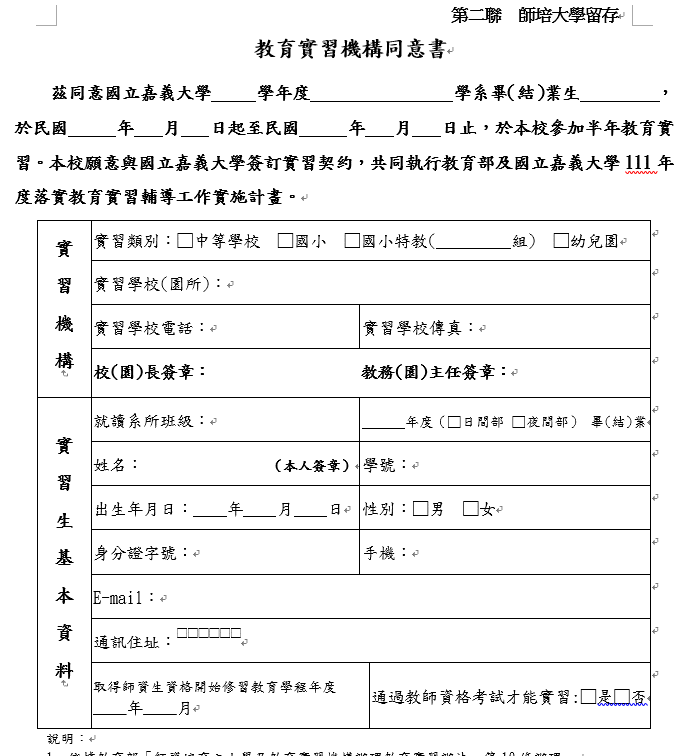 第二聯　師培大學留存
教育實習機構同意書
茲同意國立嘉義大學_____學年度________________學系畢(結)業生_________，
於民國______年___月___日起至民國______年___月___日止，於本校參加半年教育實
習。本校願意與國立嘉義大學簽訂實習契約，共同執行教育部及國立嘉義大學 111 年
度落實教育實習輔導工作實施計畫。
實習機構
實習類別：□中等學校　□國小　□國小特教(________組)　□幼兒園
實習學校(園所)：
實習學校電話：　實習學校傳真：
校(園)長簽章：　教務(園)主任簽章：
實習生基本資料
就讀系所班級：　______年度（□日間部 □夜間部） 畢(結)業
姓名：　(本人簽章)　學號：
出生年月日：____年____月____日　性別：□男　□女
身分證字號：　手機：
E-mail：
通訊住址：□□□□□□
取得師資生資格開始修習教育學程年度
____年____月　通過教師資格考試才能實習:□是□否
說明：